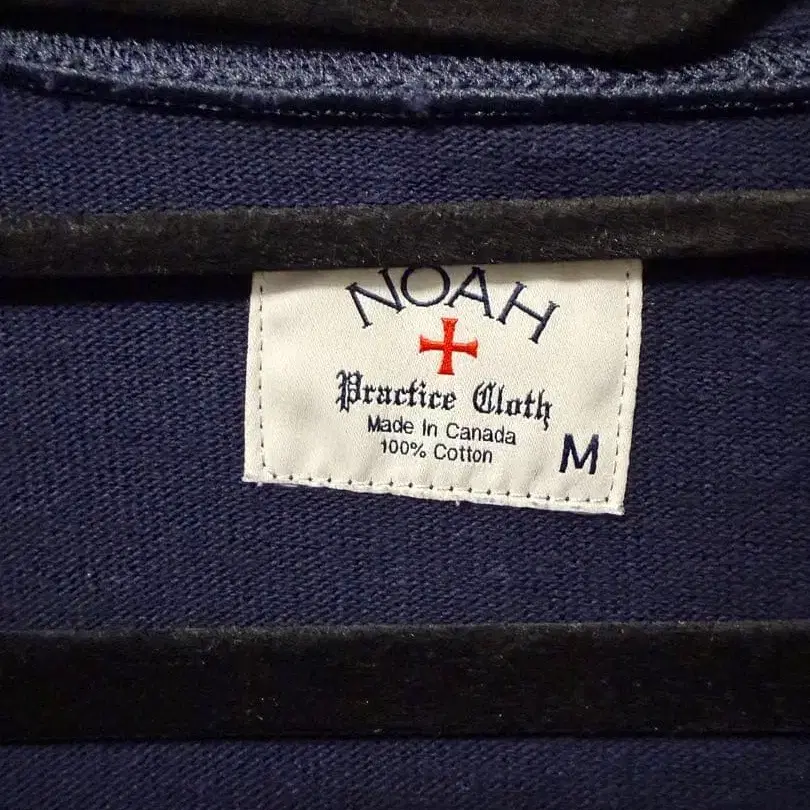 NOAH
Practice Cloth
Made In Canada
100% Cotton
M